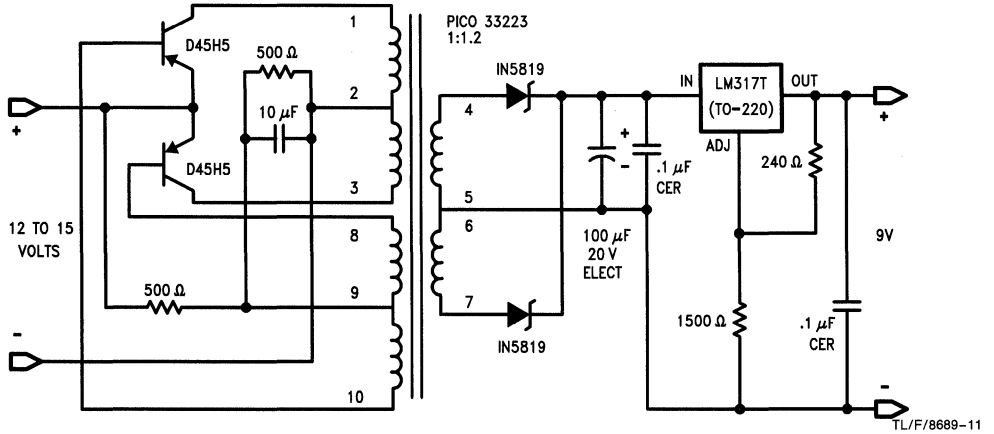 1
D45H5
500 Ω
2
10 μF
+
D45H5
3
12 TO 15
VOLTS
8
500 Ω
9
-
10
PICO 33223
1:1.2
IN5819
4
5
6
7
IN5819
+
-
100 μF
20 V
ELECT
.1 μF
CER
IN
LM317T
(TO-220)
OUT
ADJ
240 Ω
1500 Ω
+
9V
.1 μF
CER
-
TL/F/8689-11